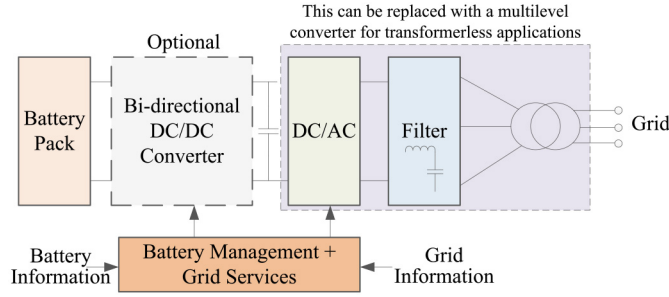 This can be replaced with a multilevel
converter for transformerless applications
Optional
Battery
Pack
Bi-directional
DC/DC
Converter
DC/AC
Filter
Grid
Battery
Information
Battery Management +
Grid Services
Grid
Information